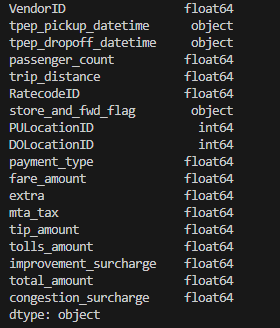 VendorID float64
tpep_pickup_datetime object
tpep_dropoff_datetime object
passenger_count float64
trip_distance float64
RatecodeID float64
store_and_fwd_flag object
PULocationID int64
DOLocationID int64
payment_type float64
fare_amount float64
extra float64
mta_tax float64
tip_amount float64
tolls_amount float64
improvement_surcharge float64
total_amount float64
congestion_surcharge float64
dtype: object